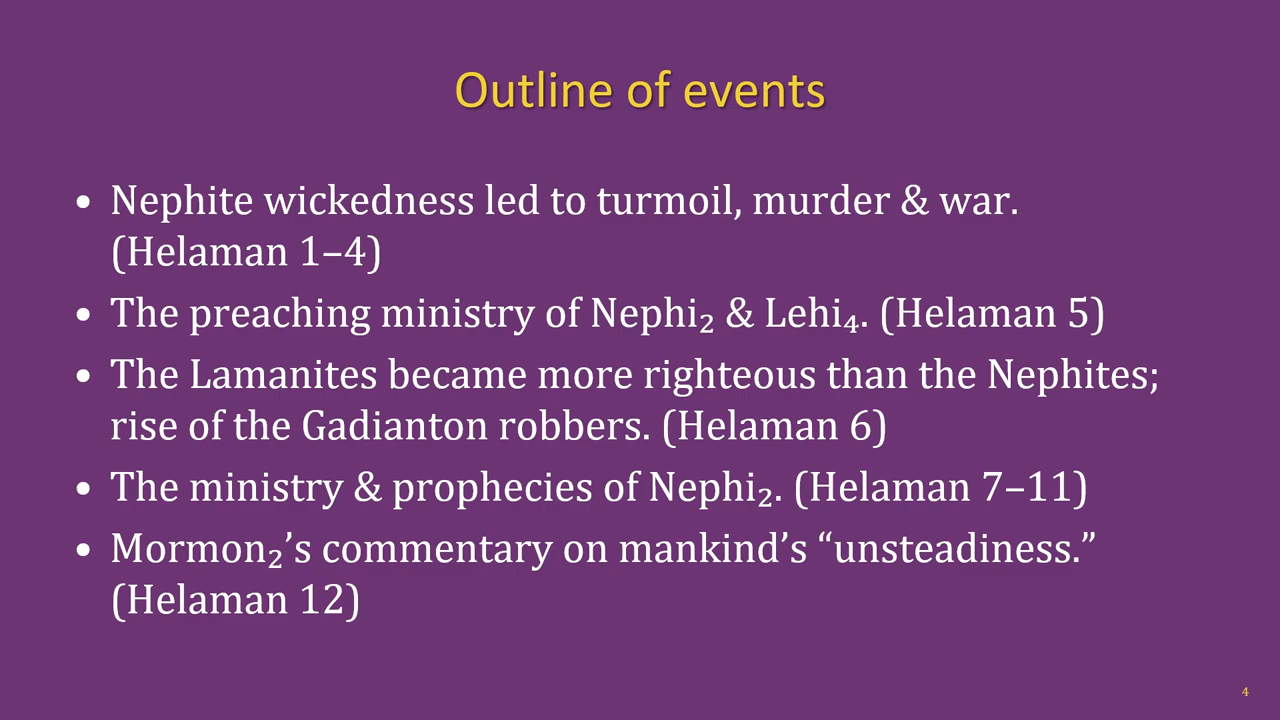 Outline of events
• Nephite wickedness led to turmoil, murder & war.
(Helaman 1–4)
• The preaching ministry of Nephi₂ & Lehi₄. (Helaman 5)
• The Lamanites became more righteous than the Nephites;
rise of the Gadianton robbers. (Helaman 6)
• The ministry & prophecies of Nephi₂. (Helaman 7–11)
• Mormon₂’s commentary on mankind’s “unsteadiness.”
(Helaman 12)
4